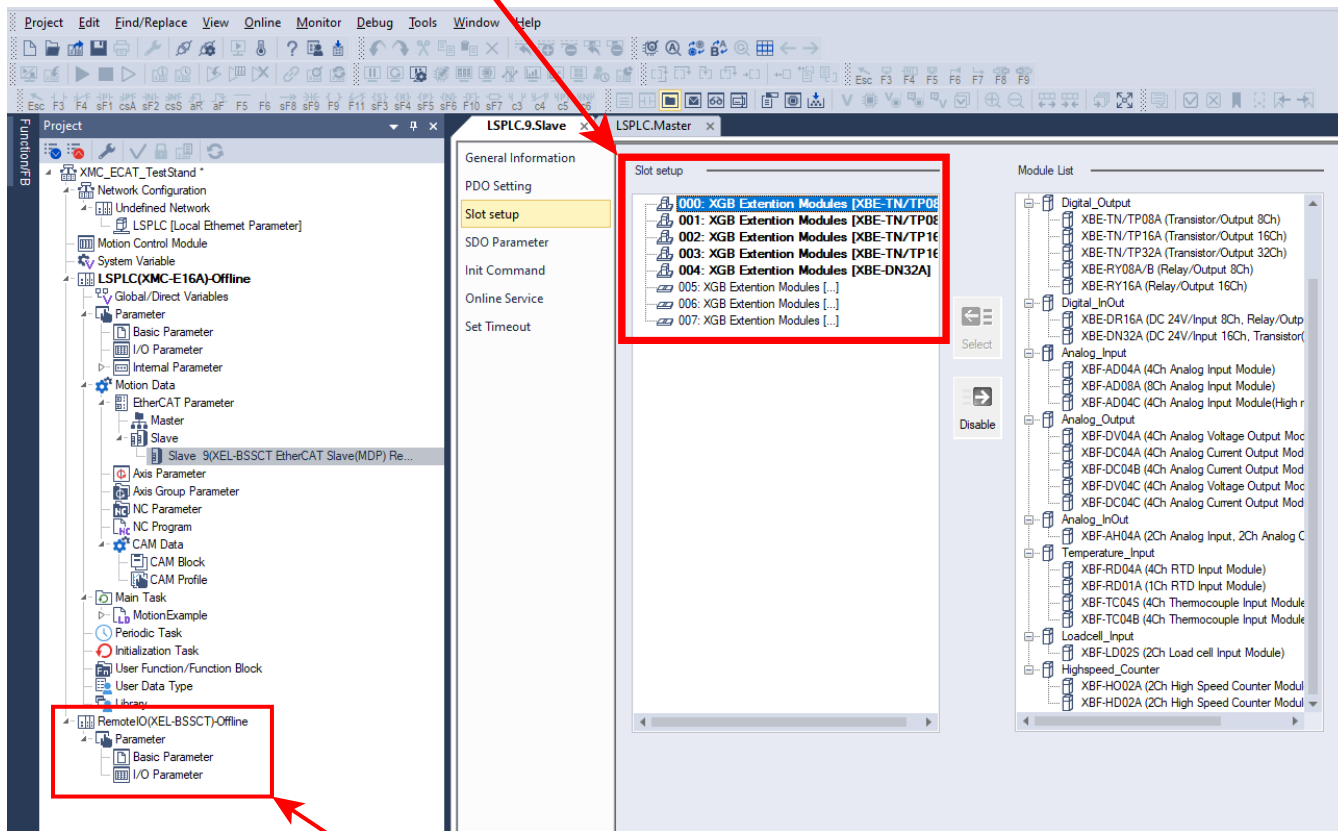 Project Edit Find/Replace View Online Monitor Debug Tools Window Help
Esc F3 F4 F5 F6 F7 F8 F9
Esc F3 F4 sF1 csA sF2 csS aR aF F5 F6 sF8 sF9 F9 F11 sF3 sF4 sF5 sF6 F10 sF7 c3 c4 c5 c6
Function/FB
Project
XMC_ECAT_TestStand *
Network Configuration
Undefined Network
LSPLC [Local Ethernet Parameter]
Motion Control Module
System Variable
LSPLC(XMC-E16A)-Offline
Global/Direct Variables
Parameter
Basic Parameter
I/O Parameter
Internal Parameter
Motion Data
EtherCAT Parameter
Master
Slave
Slave 9(XEL-BSSCT EtherCAT Slave(MDP) Re...
Axis Parameter
Axis Group Parameter
NC Parameter
NC Program
CAM Data
CAM Block
CAM Profile
Main Task
MotionExample
Periodic Task
Initialization Task
User Function/Function Block
User Data Type
Library
RemoteIO(XEL-BSSCT)-Offline
Parameter
Basic Parameter
I/O Parameter
LSPLC.9.Slave LSPLC.Master
General Information
PDO Setting
Slot setup
SDO Parameter
Init Command
Online Service
Set Timeout
Slot setup
000: XGB Extention Modules [XBE-TN/TP08
001: XGB Extention Modules [XBE-TN/TP08
002: XGB Extention Modules [XBE-TN/TP16
003: XGB Extention Modules [XBE-TN/TP16
004: XGB Extention Modules [XBE-DN32A]
005: XGB Extention Modules [...]
006: XGB Extention Modules [...]
007: XGB Extention Modules [...]
Select
Disable
Module List
Digital_Output
XBE-TN/TP08A (Transistor/Output 8Ch)
XBE-TN/TP16A (Transistor/Output 16Ch)
XBE-TN/TP32A (Transistor/Output 32Ch)
XBE-RY08A/B (Relay/Output 8Ch)
XBE-RY16A (Relay/Output 16Ch)
Digital_InOut
XBE-DR16A (DC 24V/Input 8Ch, Relay/Outp
XBE-DN32A (DC 24V/Input 16Ch, Transistor(
Analog_Input
XBF-AD04A (4Ch Analog Input Module)
XBF-AD08A (8Ch Analog Input Module)
XBF-AD04C (4Ch Analog Input Module(High r
Analog_Output
XBF-DV04A (4Ch Analog Voltage Output Moc
XBF-DC04A (4Ch Analog Current Output Mod
XBF-DC04B (4Ch Analog Current Output Mod
XBF-DV04C (4Ch Analog Voltage Output Moc
XBF-DC04C (4Ch Analog Current Output Mod
Analog_InOut
XBF-AH04A (2Ch Analog Input, 2Ch Analog C
Temperature_Input
XBF-RD04A (4Ch RTD Input Module)
XBF-RD01A (1Ch RTD Input Module)
XBF-TC04S (4Ch Thermocouple Input Module
XBF-TC04B (4Ch Thermocouple Input Module
Loadcell_Input
XBF-LD02S (2Ch Load cell Input Module)
Highspeed_Counter
XBF-HO02A (2Ch High Speed Counter Modul
XBF-HD02A (2Ch High Speed Counter Modul